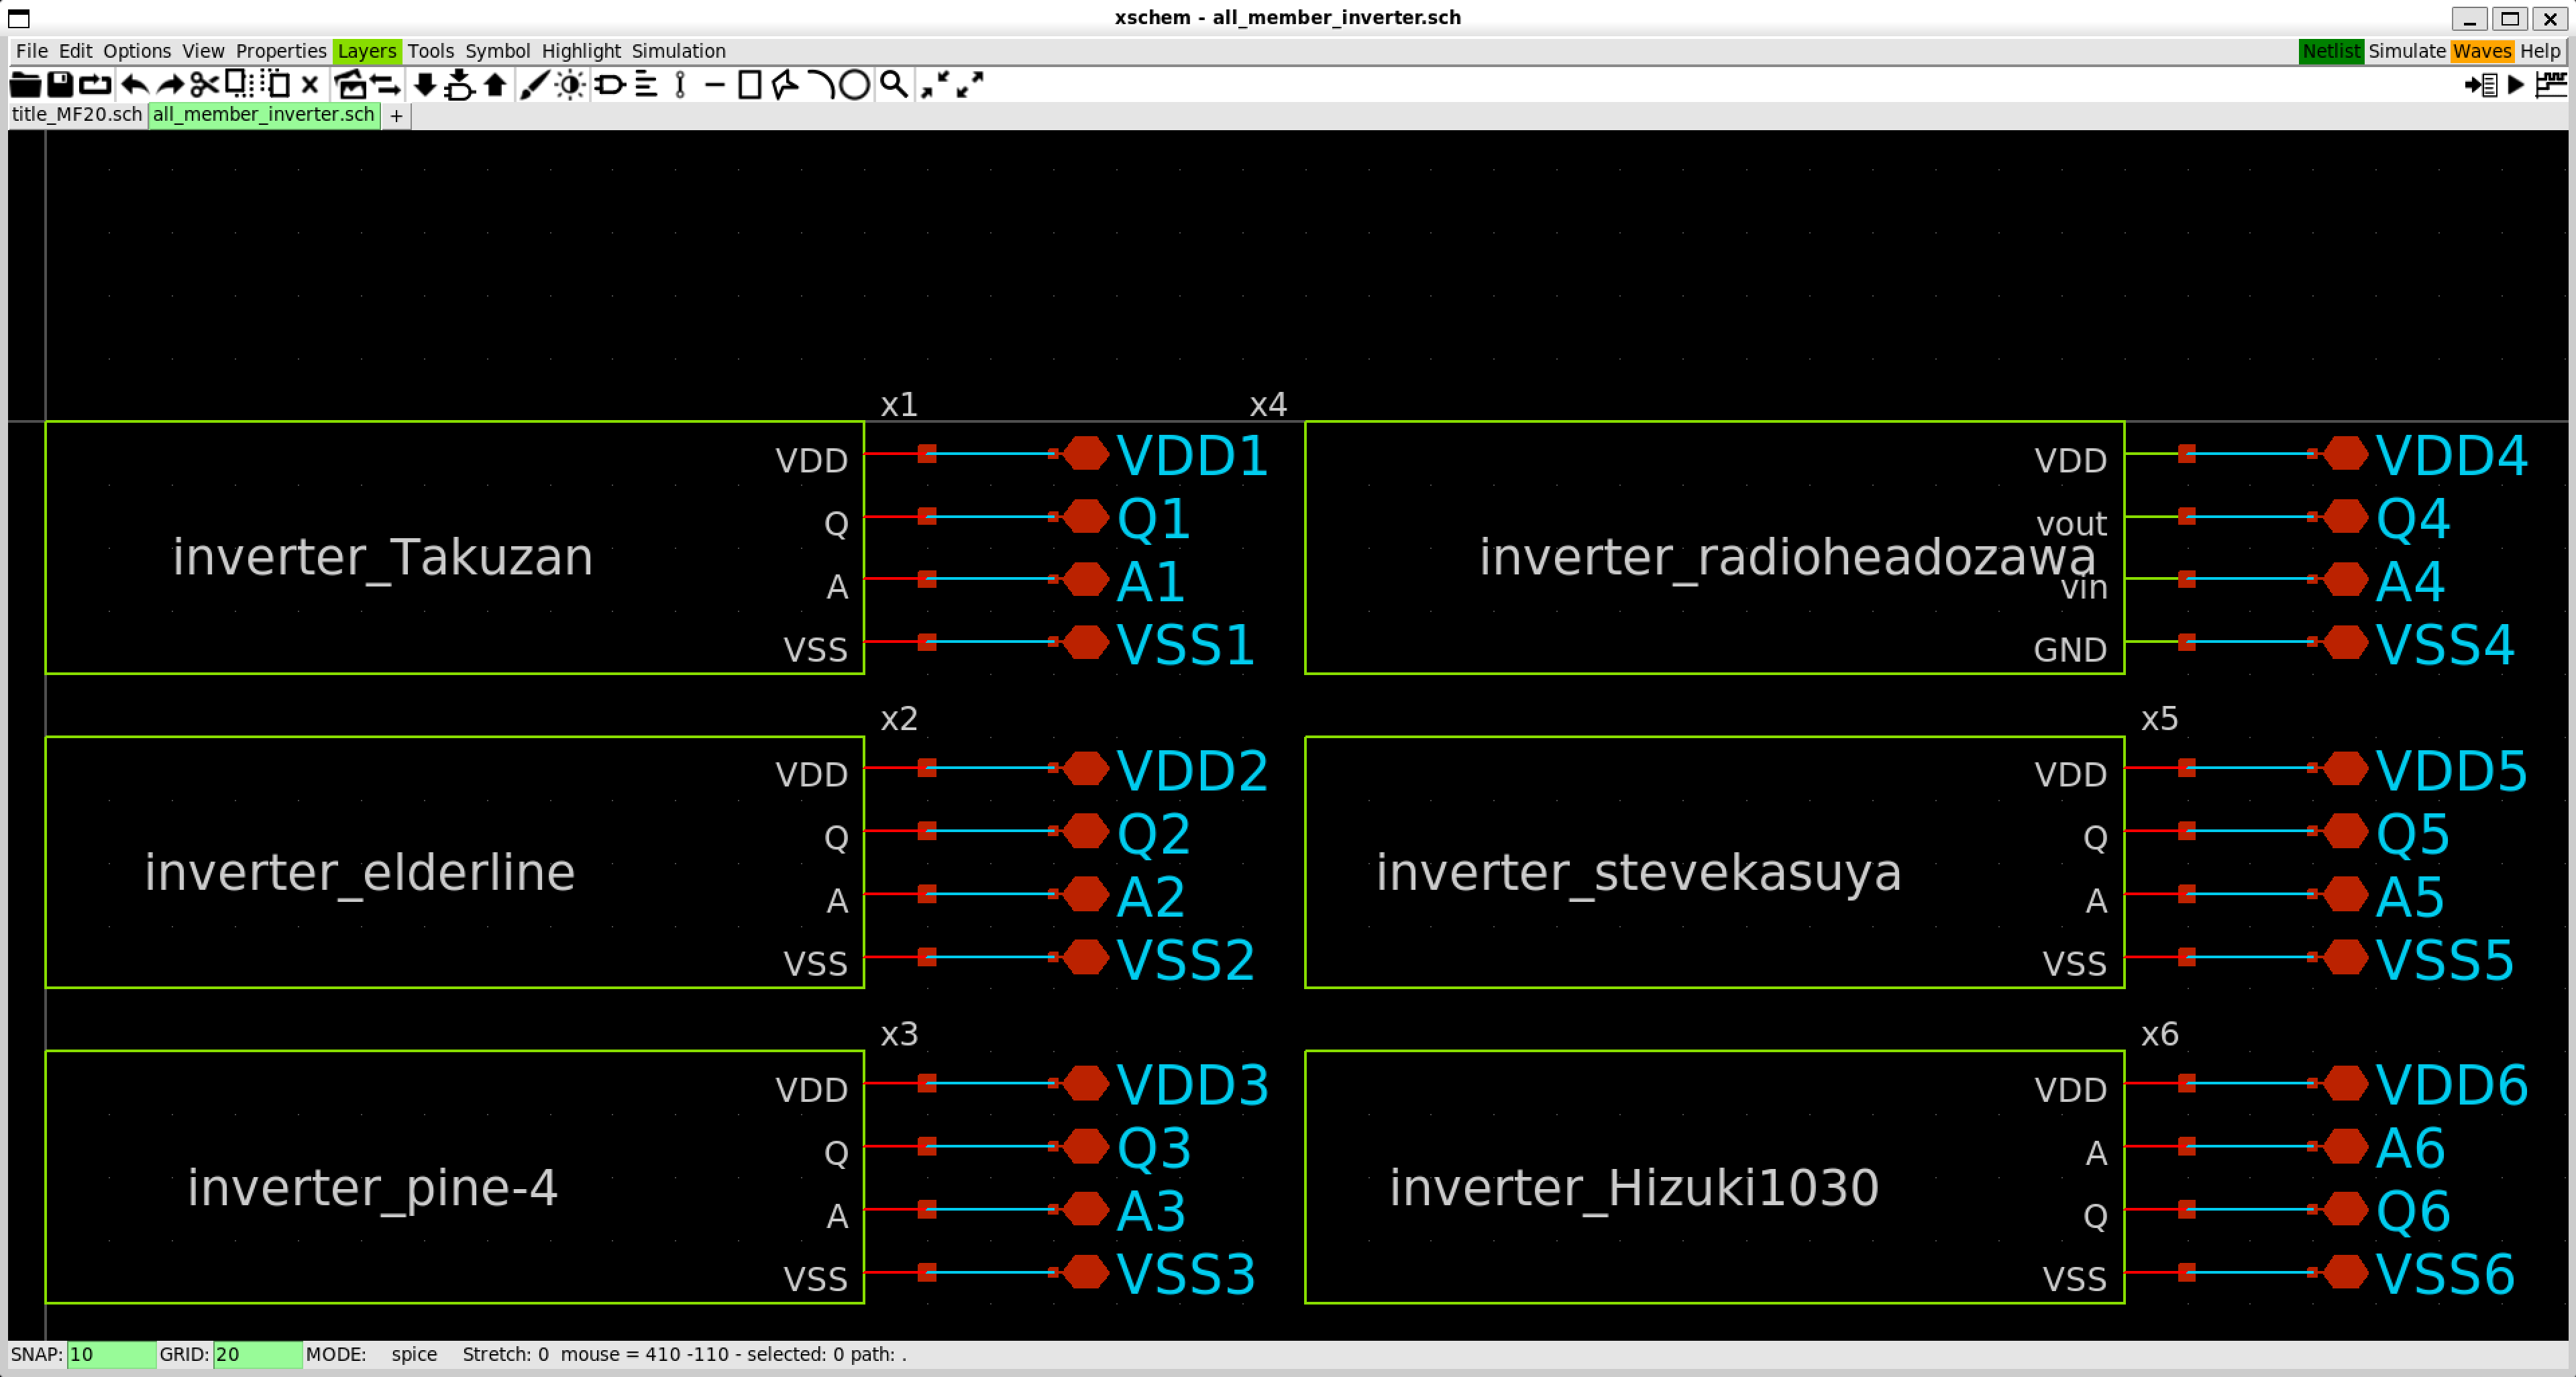 xschem - all_member_inverter.sch
File Edit Options View Properties Layers Tools Symbol Highlight Simulation Netlist Simulate Waves Help
title_MF20.sch all_member_inverter.sch +
x1
inverter_Takuzan
VDD VDD1
Q Q1
A A1
VSS VSS1
x4
inverter_radioheadozawa
VDD VDD4
vout Q4
vin A4
GND VSS4
x2
inverter_elderline
VDD VDD2
Q Q2
A A2
VSS VSS2
x5
inverter_stevekasuya
VDD VDD5
Q Q5
A A5
VSS VSS5
x3
inverter_pine-4
VDD VDD3
Q Q3
A A3
VSS VSS3
x6
inverter_Hizuki1030
VDD VDD6
A A6
Q Q6
VSS VSS6
SNAP: 10 GRID: 20 MODE: spice Stretch: 0 mouse = 410 -110 - selected: 0 path: .